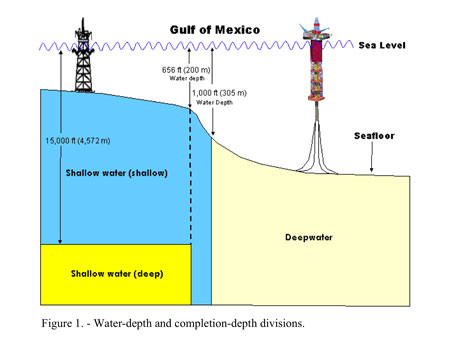 Gulf of Mexico
Sea Level
656 ft (200 m)
Water depth
1,000 ft (305 m)
Water Depth
15,000 ft (4,572 m)
Seafloor
Shallow water (shallow)
Deepwater
Shallow water (deep)
Figure 1. - Water-depth and completion-depth divisions.